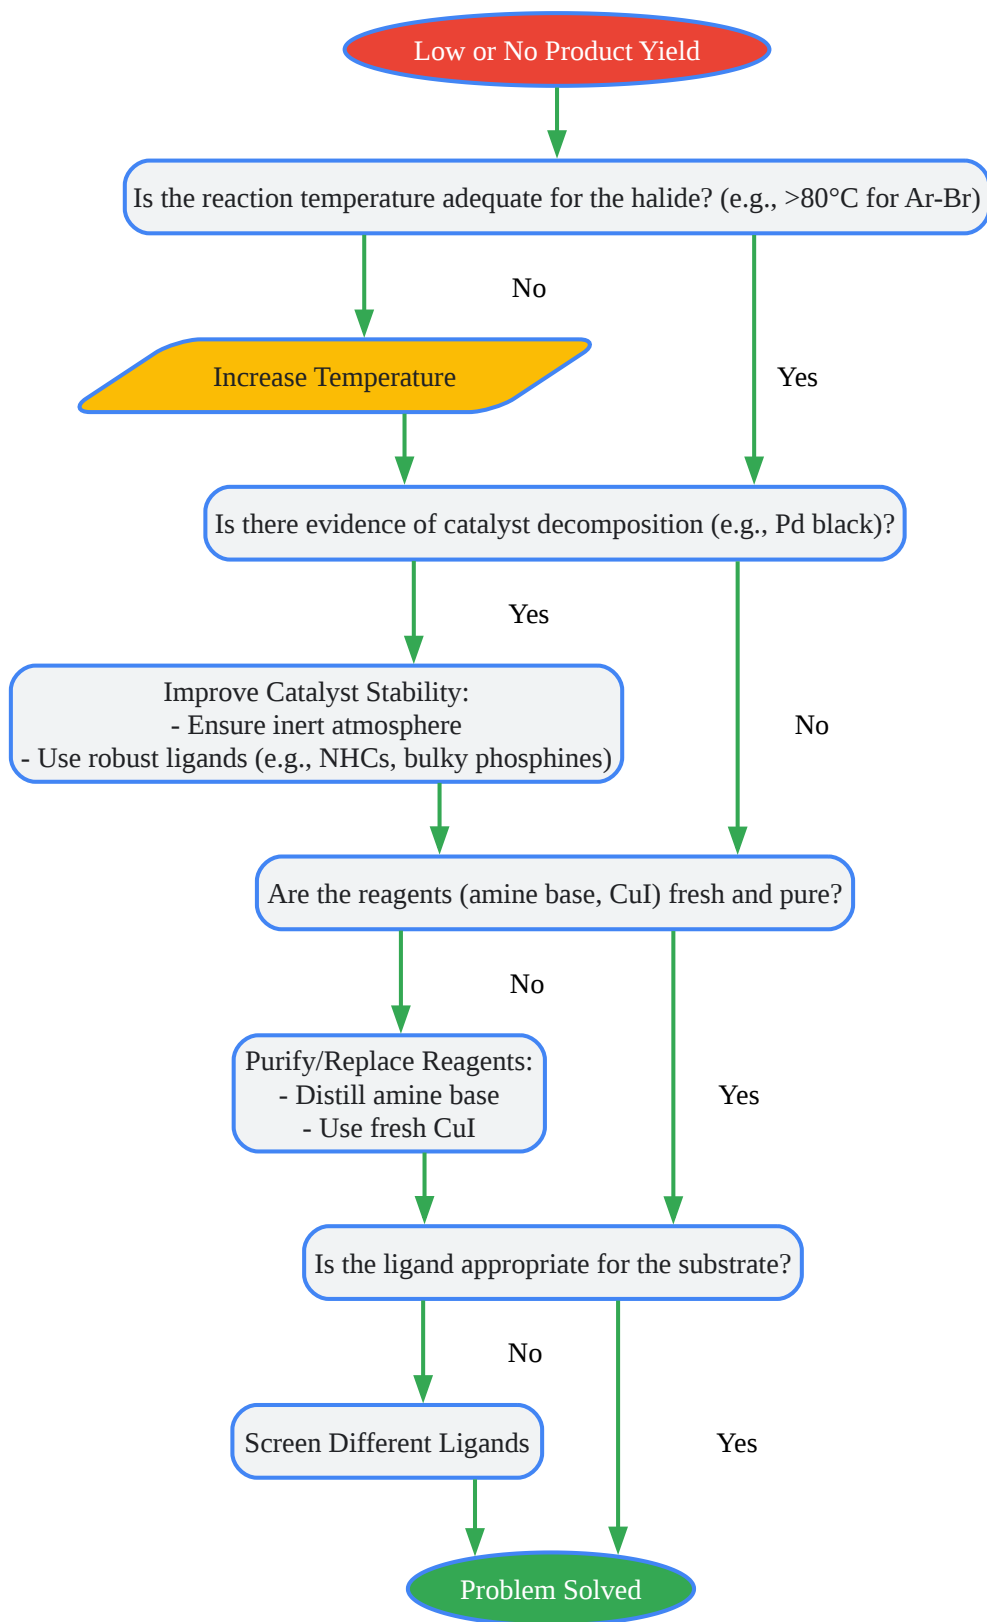 Low or No Product Yield
Is the reaction temperature adequate for the halide? (e.g., >80°C for Ar-Br)
No
Increase Temperature
Yes
Is there evidence of catalyst decomposition (e.g., Pd black)?
Yes
Improve Catalyst Stability:
- Ensure inert atmosphere
- Use robust ligands (e.g., NHCs, bulky phosphines)
No
Are the reagents (amine base, CuI) fresh and pure?
No
Purify/Replace Reagents:
- Distill amine base
- Use fresh CuI
Yes
Is the ligand appropriate for the substrate?
No
Screen Different Ligands
Yes
Problem Solved